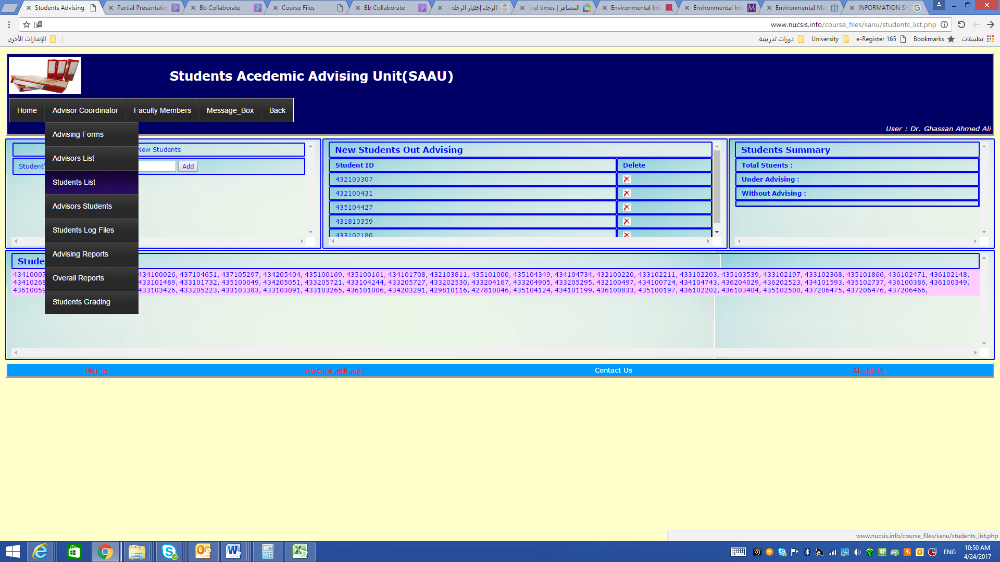 Students Advising
Partial Presentatio
Bb Collaborate
Course Files
Bb Collaborate
الرجاء إختيار الرحلة )
المسافر | eal times
Environmental Inf
Environmental Inf
Environmental Ma
INFORMATION SY
www.nucsis.info/course_files/sanu/students_list.php
الإشارات الأخرى
دورات تدريبية
University
e-Register 165
Bookmarks
تطبيقات
Students Acedemic Advising Unit(SAAU)
Home
Advisor Coordinator
Faculty Members
Message_Box
Back
User : Dr. Ghassan Ahmed Ali
Advising Forms
Advisors List
Students List
Advisors Students
Students Log Files
Advising Reports
Overall Reports
Students Grading
New Students
Student'
Add
New Students Out Advising
Student ID
Delete
432103307
432100431
435104427
431810359
433102180
Students Summary
Total Stuents :
Under Advising :
Without Advising :
Stude
43410007 434100026, 437104651, 437105297, 434205404, 435100169, 435100161, 434101708, 432103811, 435101000, 435104349, 434104734, 432100220, 433102211, 433102203, 435103539, 433102197, 433102368, 435101866, 436102471, 436102148,
43410268 433101489, 433101732, 435100049, 434205051, 433205721, 433104244, 433205727, 433202530, 433204167, 433204905, 433205295, 432100497, 434100724, 434104743, 436204029, 436202523, 434101593, 435102737, 436100386, 436100349,
43610059 433103426, 433205223, 433103383, 433103091, 433103265, 436101006, 434203291, 429810116, 427810046, 435104124, 434101199, 436100833, 435100197, 436102202, 436103404, 435102500, 437206475, 437206476, 437206466,
Home
www.nu.edu.sa
Contact Us
About Us
www.nucsis.info/course_files/sanu/students_list.php
ENG
10:50 AM
4/24/2017